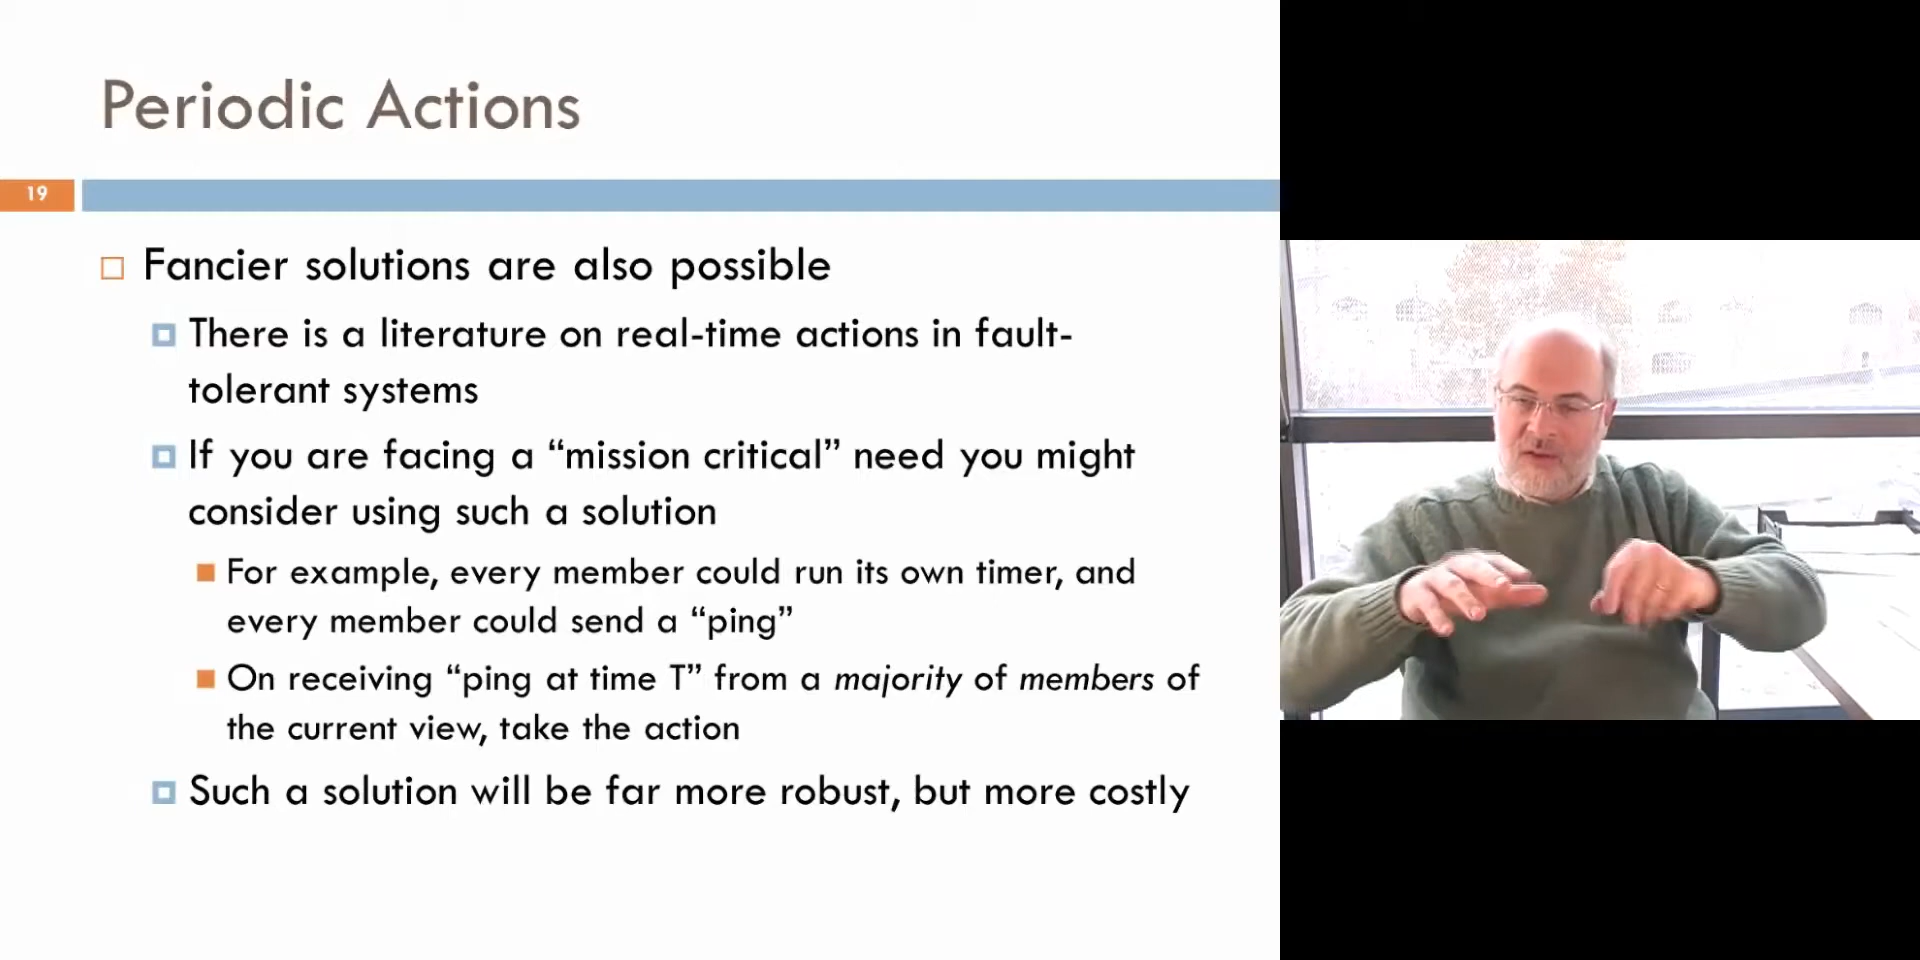 Periodic Actions
19
Fancier solutions are also possible
There is a literature on real-time actions in fault-
tolerant systems
If you are facing a “mission critical” need you might
consider using such a solution
For example, every member could run its own timer, and
every member could send a “ping”
On receiving “ping at time T” from a majority of members of
the current view, take the action
Such a solution will be far more robust, but more costly